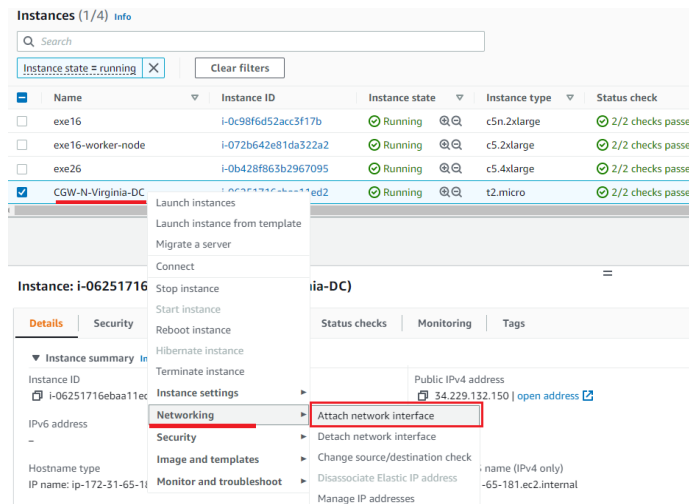 Instances (1/4) Info
Search
Instance state = running Clear filters
Name Instance ID Instance state Instance type Status check
exe16 i-0c98f6d52acc3f17b Running c5n.2xlarge 2/2 checks passe
exe16-worker-node i-072b642e81da322a2 Running c5.2xlarge 2/2 checks passe
exe26 i-0b428f863b2967095 Running c5.4xlarge 2/2 checks passe
CGW-N-Virginia-DC i-06251716ebaa11ed2 Running t2.micro 2/2 checks passe
Launch instances
Launch instance from template
Migrate a server
Connect
Instance: i-06251716 Stop instance ia-DC)
Start instance
Details Security Reboot instance Status checks Monitoring Tags
Hibernate instance
Instance summary In
Terminate instance
Instance ID Public IPv4 address
i-06251716ebaa11ed Instance settings 34.229.132.150 | open address
Networking Attach network interface
IPv6 address
– Security Detach network interface
Image and templates Change source/destination check
Hostname type name (IPv4 only)
IP name: ip-172-31-65-18 Monitor and troubleshoot Disassociate Elastic IP address -65-181.ec2.internal
Manage IP addresses